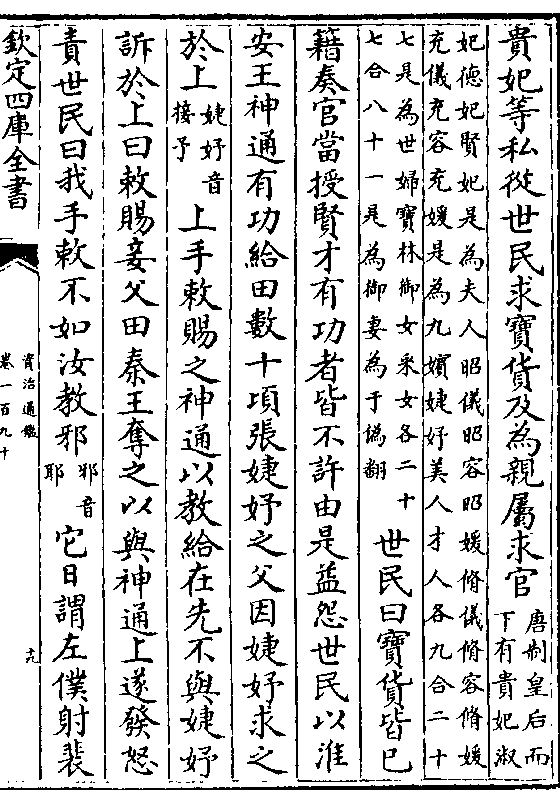 貴妃等私從世民求寶貨及為親屬求官
唐制皇后而
下有貴妃淑
妃德妃賢妃是為夫人昭儀昭容昭媛脩儀脩容脩媛
充儀充容充媛是為九嬪婕妤美人才人各九合二十
七是為世婦寶林御女采女各二十
七合八十一是為御妻為于偽翻
世民曰寶貨皆已
籍奏官當授賢才有功者皆不許由是益怨世民以淮
安王神通有功給田數十項張婕妤之父因婕妤求之
於上
婕妤音
接予
上手敕賜之神通以教給在先不與婕妤
訴於上曰敕賜妾父田秦王奪之以與神通上遂發怒
責世民曰我手敕不如汝教邪
邪音
耶
它日謂左僕射裴
欽定四庫全書
資治通鑑
卷一百九十
十九